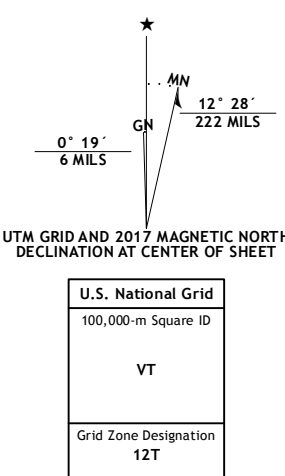 ★
MN
GN
12° 28´
222 MILS
0° 19´
6 MILS
UTM GRID AND 2017 MAGNETIC NORTH
DECLINATION AT CENTER OF SHEET
U.S. National Grid
100,000-m Square ID
VT
Grid Zone Designation
12T